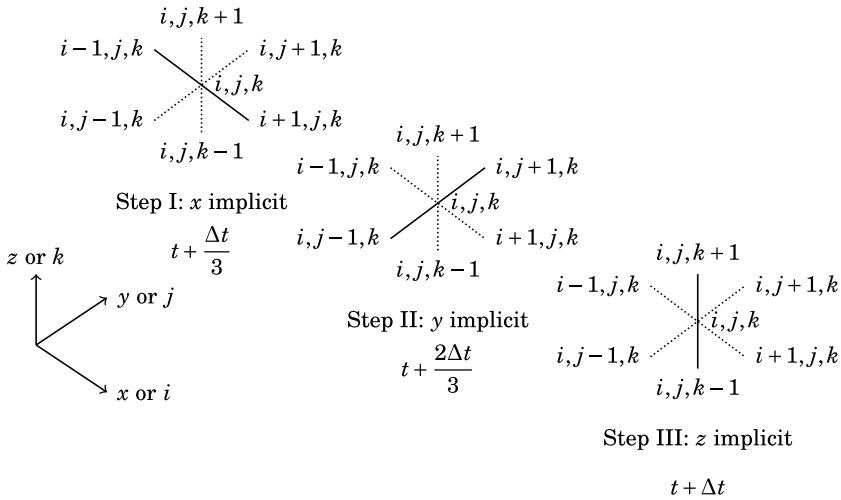 i,j,k+1
i−1,j,k
i,j+1,k
i,j,k
i,j−1,k
i+1,j,k
i,j,k−1
Step I: x implicit
t + Δt/3
i,j,k+1
i−1,j,k
i,j+1,k
i,j,k
i,j−1,k
i+1,j,k
i,j,k−1
Step II: y implicit
t + 2Δt/3
i,j,k+1
i−1,j,k
i,j+1,k
i,j,k
i,j−1,k
i+1,j,k
i,j,k−1
Step III: z implicit
t + Δt
z or k
y or j
x or i